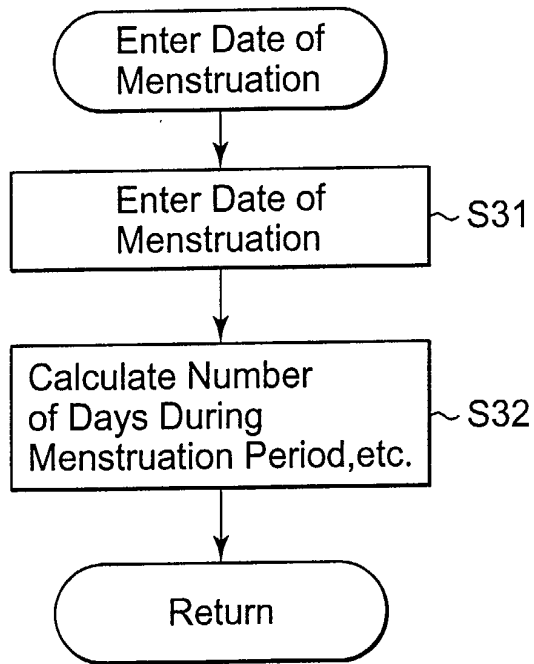 Enter Date of
Menstruation
Enter Date of
Menstruation
S31
Calculate Number
of Days During
Menstruation Period,etc.
S32
Return